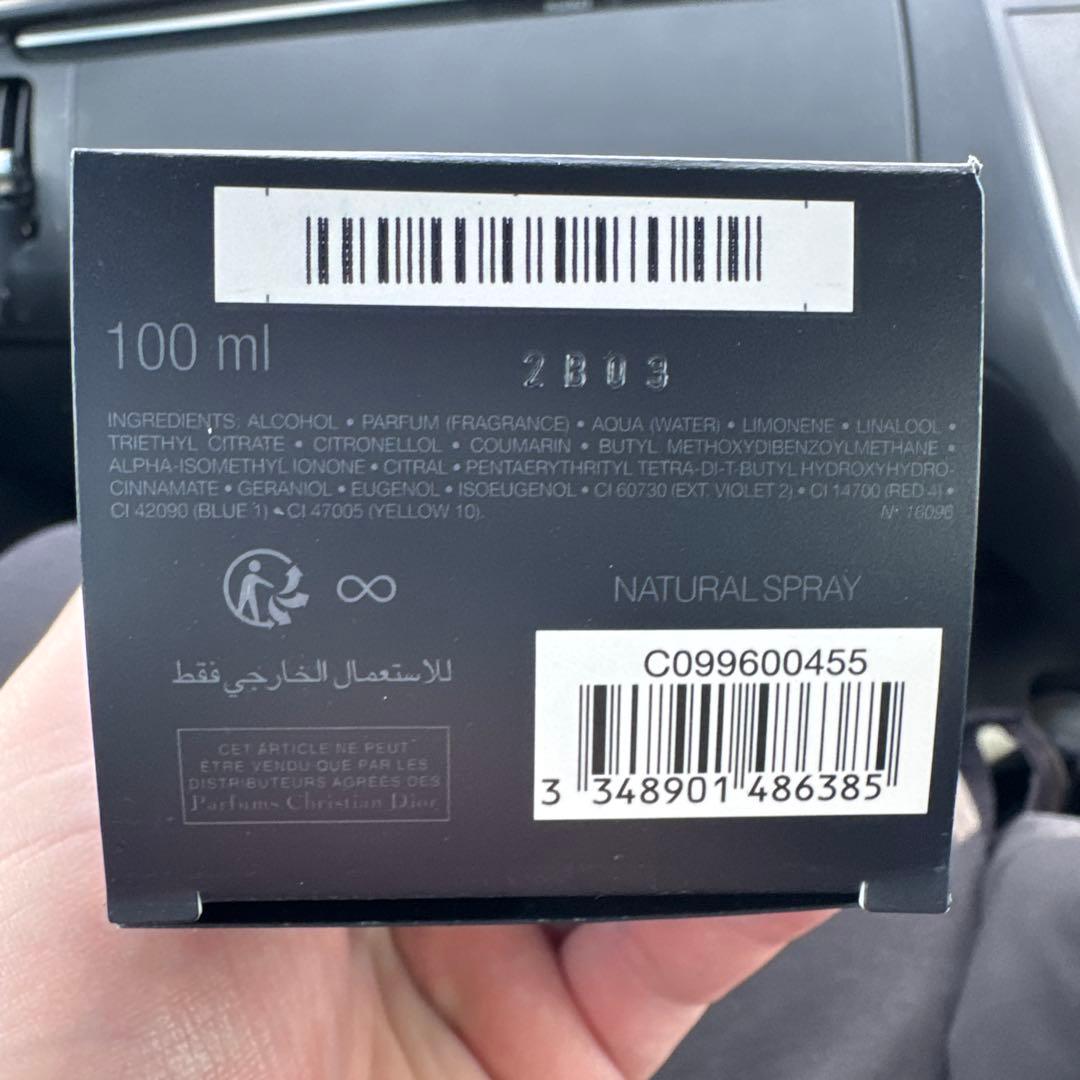 100 ml
2B03
INGREDIENTS: ALCOHOL • PARFUM (FRAGRANCE) • AQUA (WATER) • LIMONENE • LINALOOL •
TRIETHYL CITRATE • CITRONELLOL • COUMARIN • BUTYL METHOXYDIBENZOYLMETHANE •
ALPHA-ISOMETHYL IONONE • CITRAL • PENTAERYTHRITYL TETRA-DI-T-BUTYL HYDROXYHYDRO-
CINNAMATE • GERANIOL • EUGENOL • ISOEUGENOL • CI 60730 (EXT. VIOLET 2) • CI 14700 (RED 4) •
CI 42090 (BLUE 1) • CI 47005 (YELLOW 10).
N° 16096
NATURAL SPRAY
للاستعمال الخارجي فقط
C099600455
3 348901 486385
CET ARTICLE NE PEUT
ÊTRE VENDU QUE PAR LES
DISTRIBUTEURS AGRÉÉS DES
Parfums Christian Dior